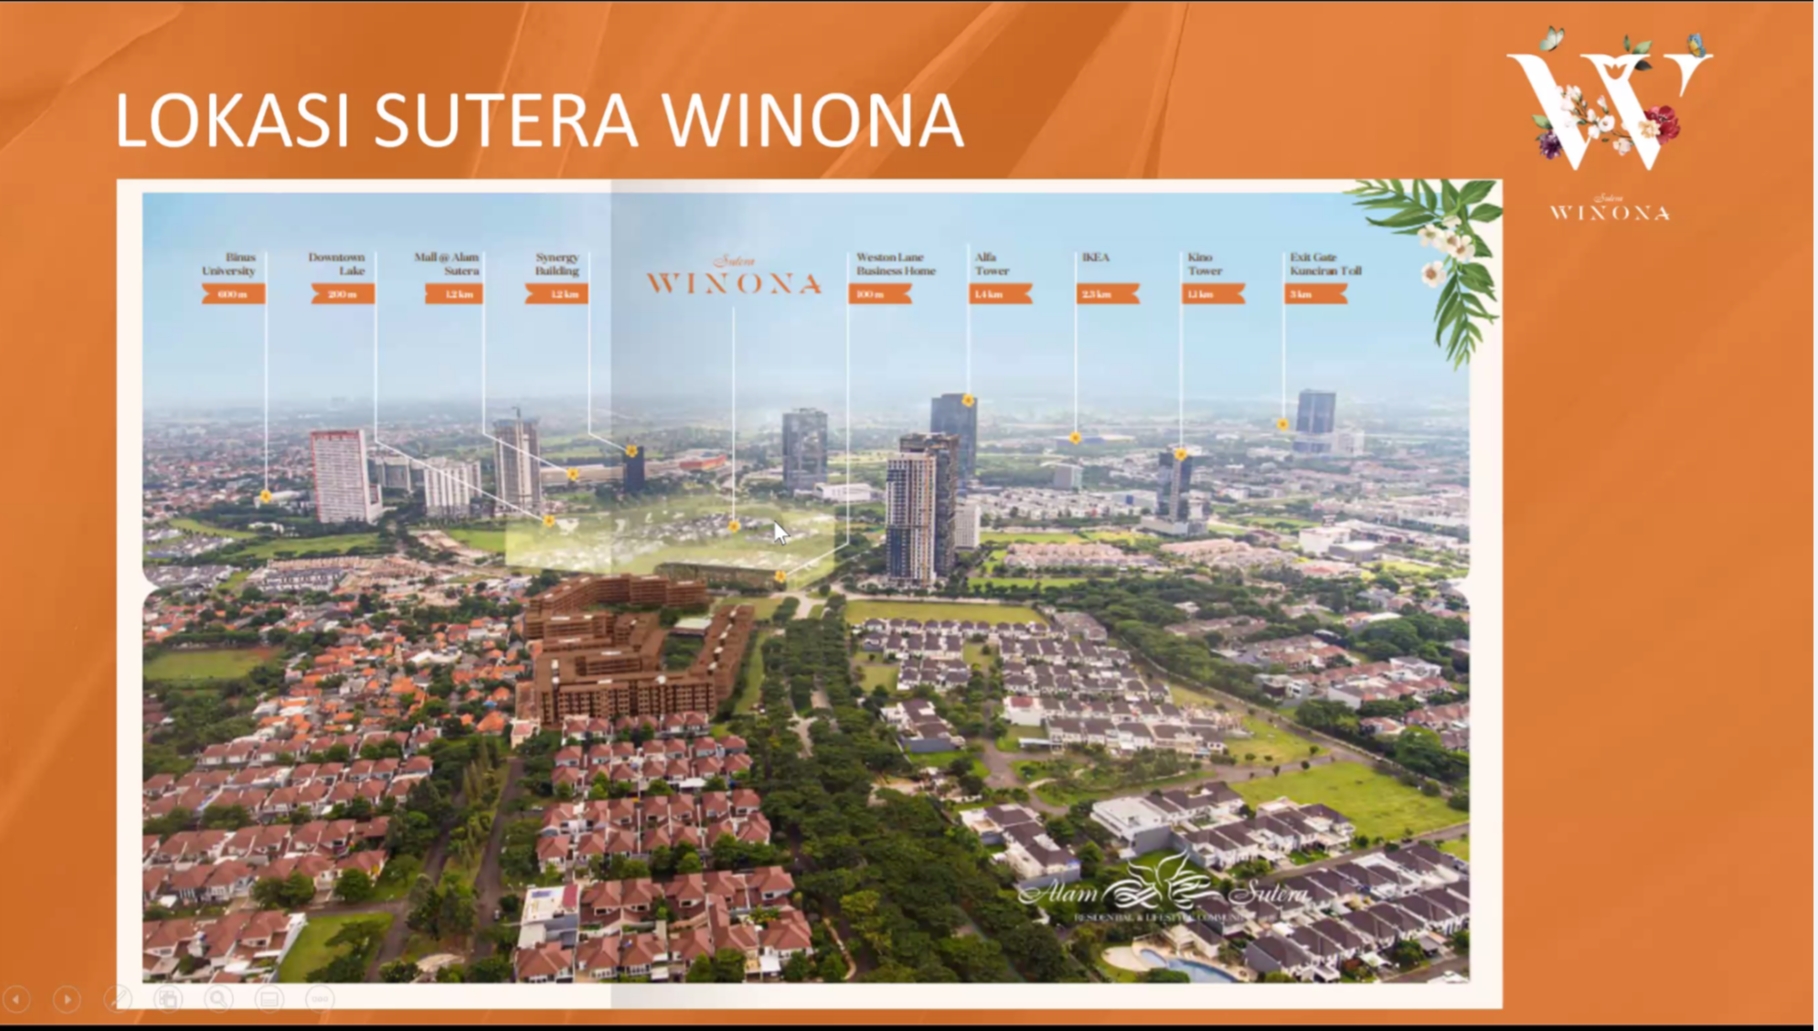 LOKASI SUTERA WINONA
Sutera
WINONA
Binus
University
600 m
Downtown
Lake
200 m
Mall @ Alam
Sutera
1.2 km
Synergy
Building
1.2 km
Sutera
WINONA
Weston Lane
Business Home
100 m
Alfa
Tower
1.4 km
IKEA
2.3 km
Kino
Tower
1.1 km
Exit Gate
Kunciran Toll
3 km
Alam Sutera
RESIDENTIAL & LIFESTYLE COMMUNITY